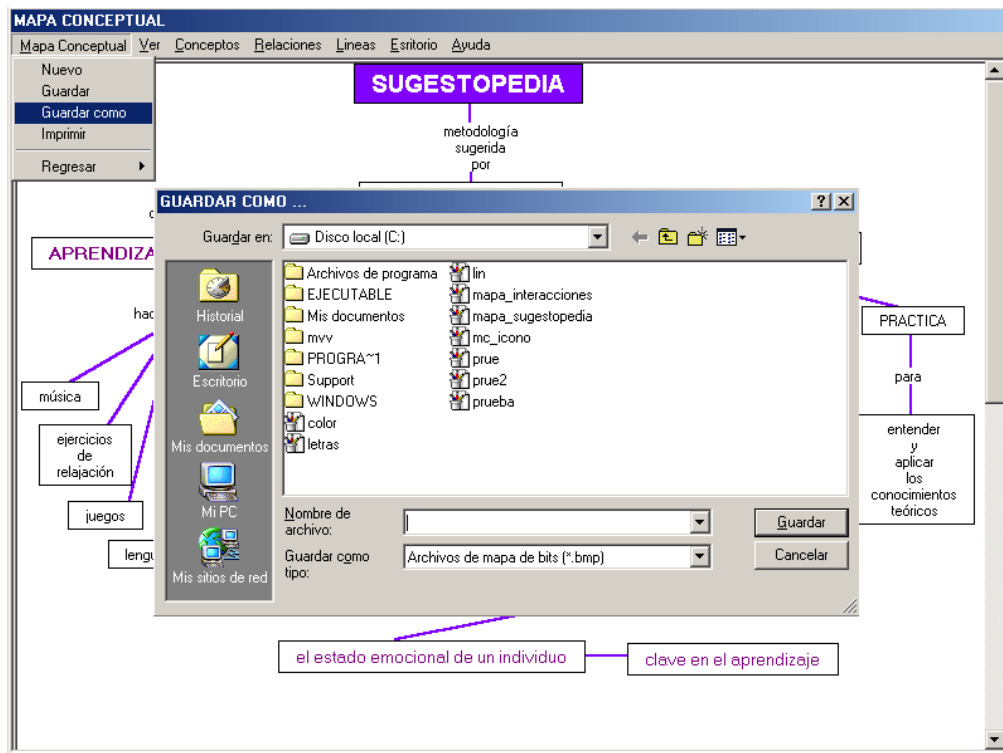 MAPA CONCEPTUAL
Mapa Conceptual Ver Conceptos Relaciones Lineas Esritorio Ayuda
Nuevo
Guardar
Guardar como
Imprimir
Regresar
SUGESTOPEDIA
metodología
sugerida
por
GUARDAR COMO ...
Guardar en:
Disco local (C:)
Historial
Escritorio
Mis documentos
Mi PC
Mis sitios de red
Archivos de programa
EJECUTABLE
Mis documentos
mvv
PROGRA~1
Support
WINDOWS
color
letras
lin
mapa_interacciones
mapa_sugestopedia
mc_icono
prue
prue2
prueba
Nombre de
archivo:
Guardar
Guardar como
tipo:
Archivos de mapa de bits (*.bmp)
Cancelar
APRENDIZA
hac
música
ejercicios
de
relajación
juegos
lengu
PRACTICA
para
entender
y
aplicar
los
conocimientos
teóricos
el estado emocional de un individuo
clave en el aprendizaje